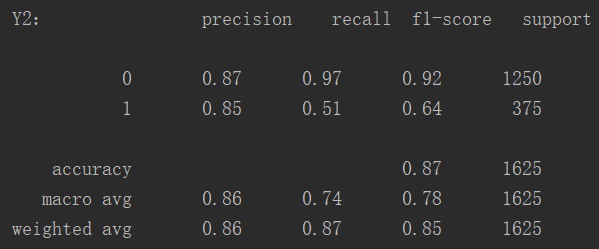 Y2: precision recall f1-score support
0 0.87 0.97 0.92 1250
1 0.85 0.51 0.64 375
accuracy 0.87 1625
macro avg 0.86 0.74 0.78 1625
weighted avg 0.86 0.87 0.85 1625